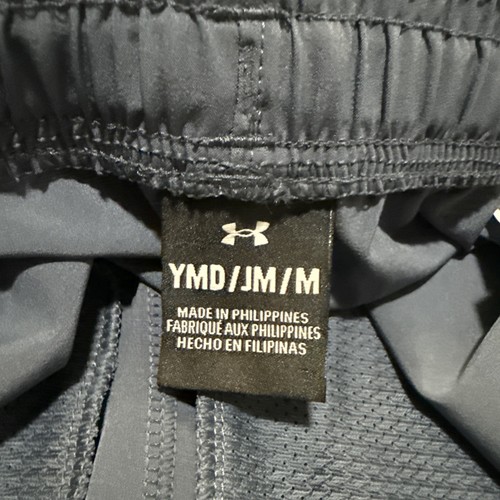 YMD/JM/M
MADE IN PHILIPPINES
FABRIQUÉ AUX PHILIPPINES
HECHO EN FILIPINAS